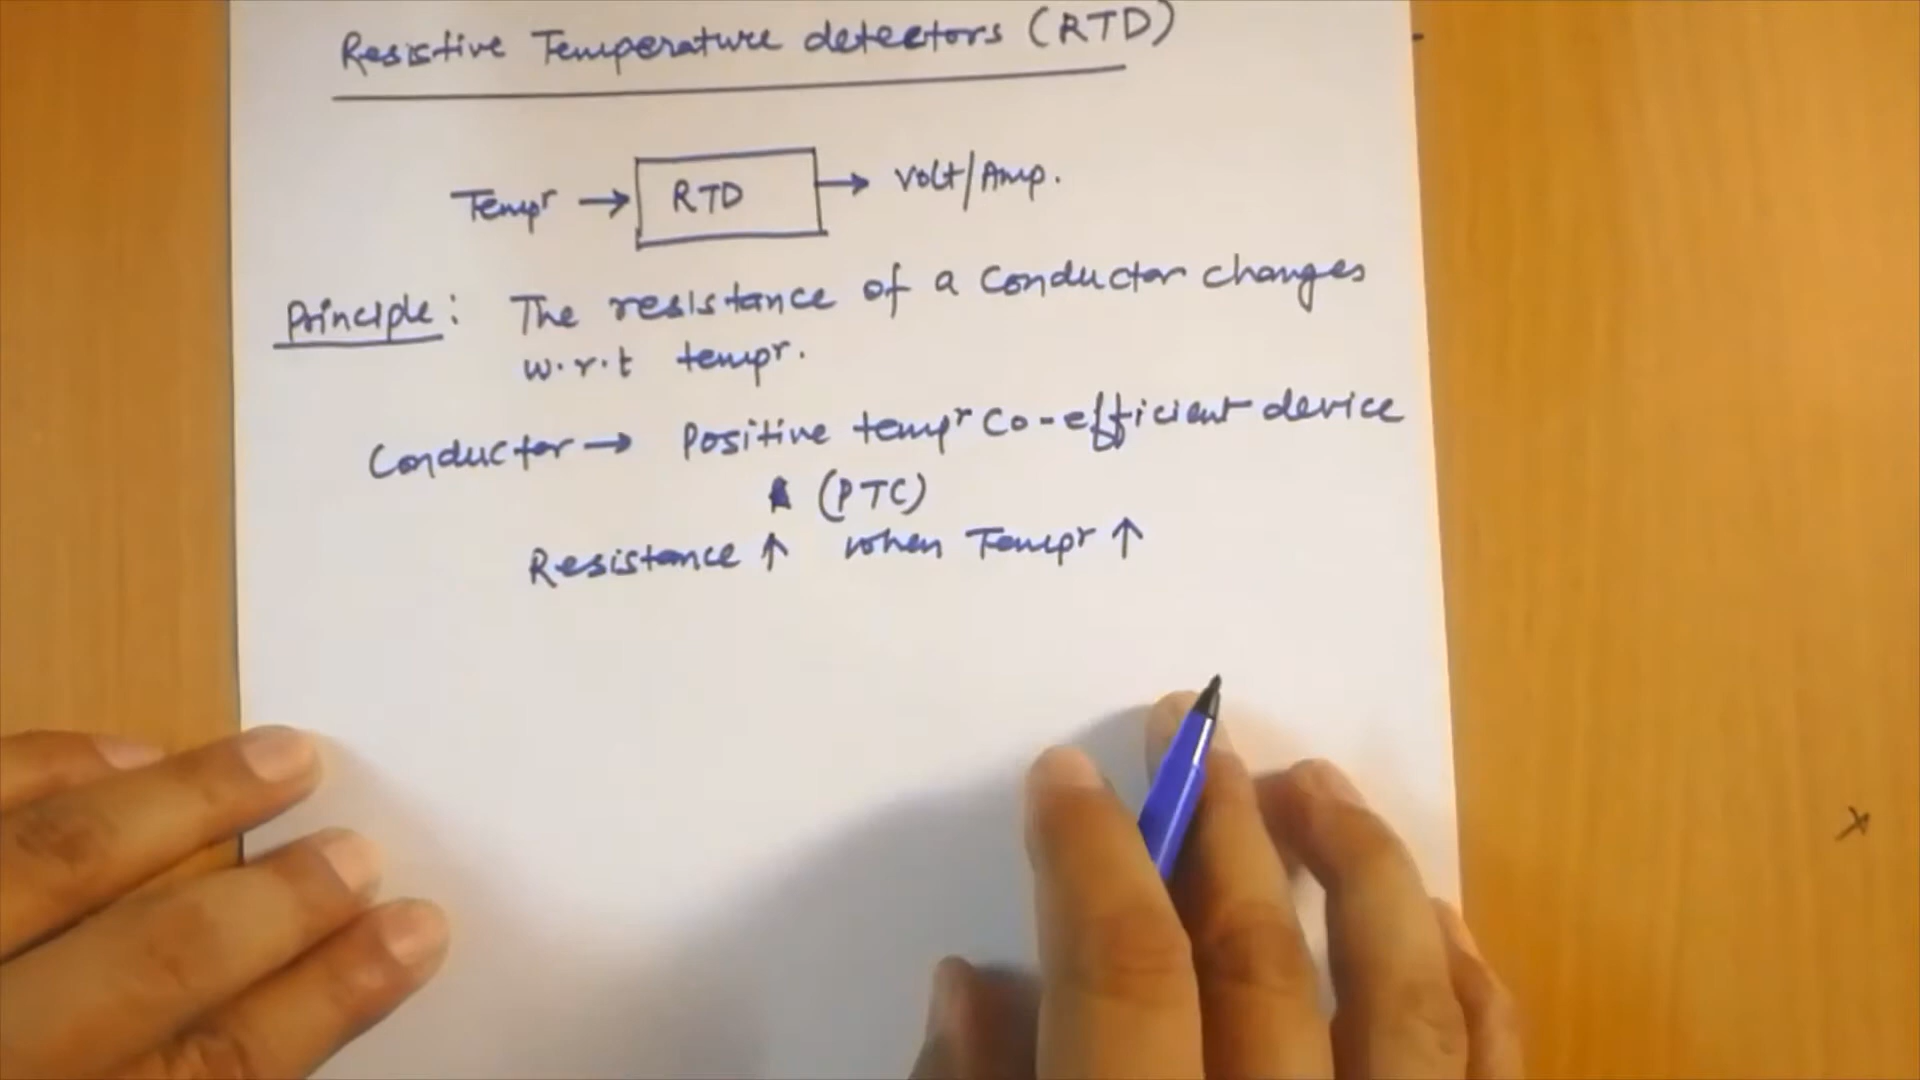 Resistive Temperature detectors (RTD)
Tempr → RTD → Volt/Amp.
Principle: The resistance of a conductor changes
w.r.t tempr.
Conductor → Positive tempr Co-efficient device
(PTC)
Resistance ↑ when Tempr ↑